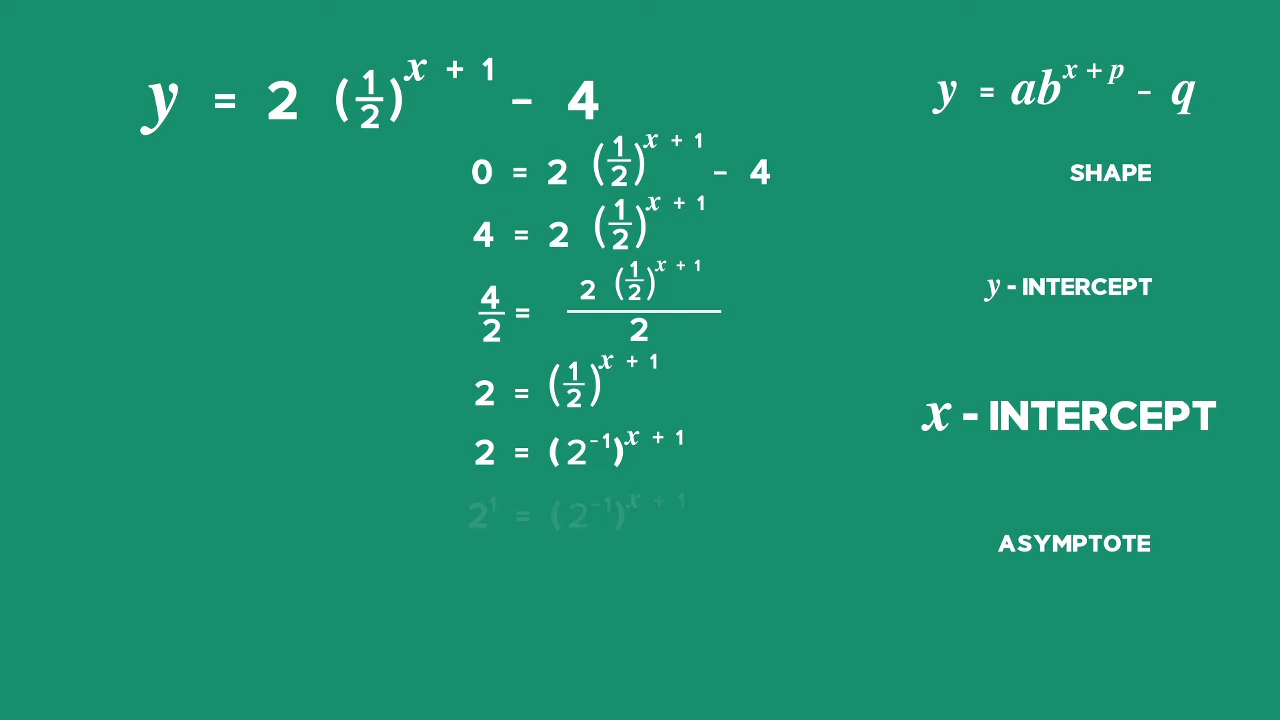 y = 2 (1/2)^(x + 1) - 4
0 = 2 (1/2)^(x + 1) - 4
4 = 2 (1/2)^(x + 1)
4/2 = 2 (1/2)^(x + 1) / 2
2 = (1/2)^(x + 1)
2 = (2^-1)^(x + 1)
2^1 = (2^-1)^(x + 1)
y = ab^(x + p) - q
SHAPE
y - INTERCEPT
x - INTERCEPT
ASYMPTOTE